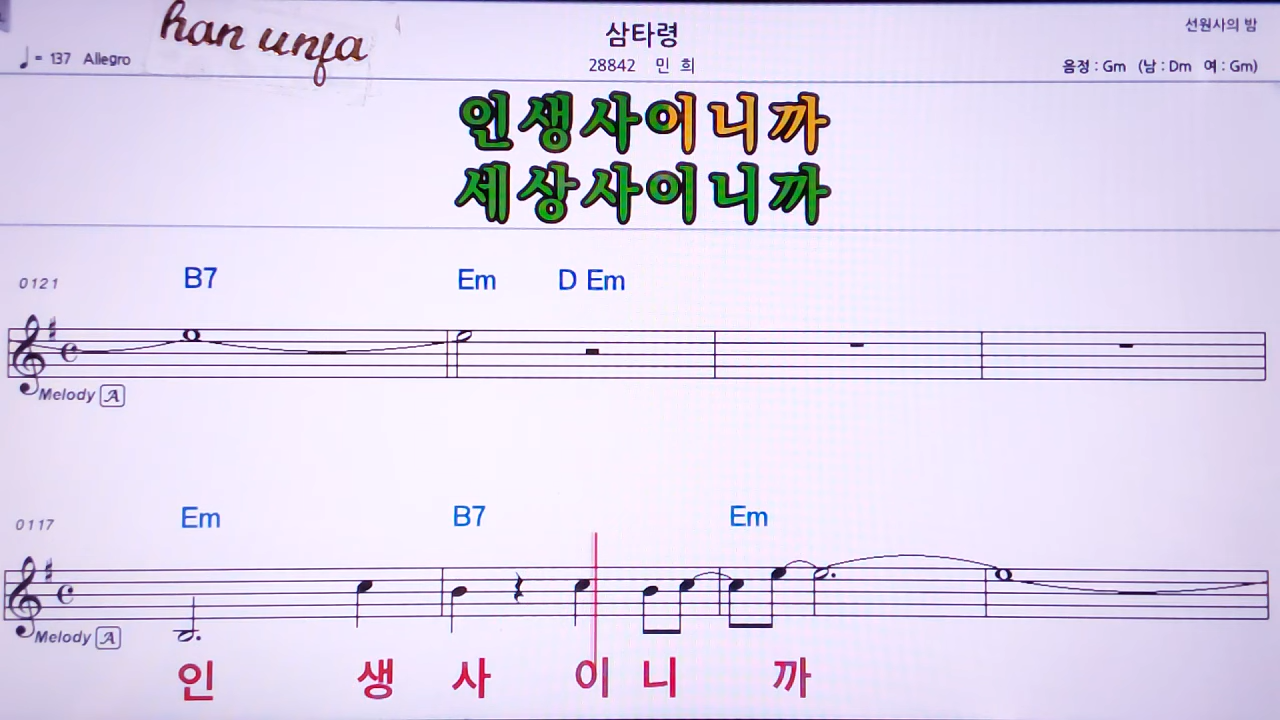 han unja
삼타령
선원사의 밤
♩= 137 Allegro
28842 민 희
음정 : Gm (남 : Dm 여 : Gm)
인생사이니까
세상사이니까
0121
B7 Em D Em
Melody A
0117
Em B7 Em
Melody A
인 생 사 이 니 까